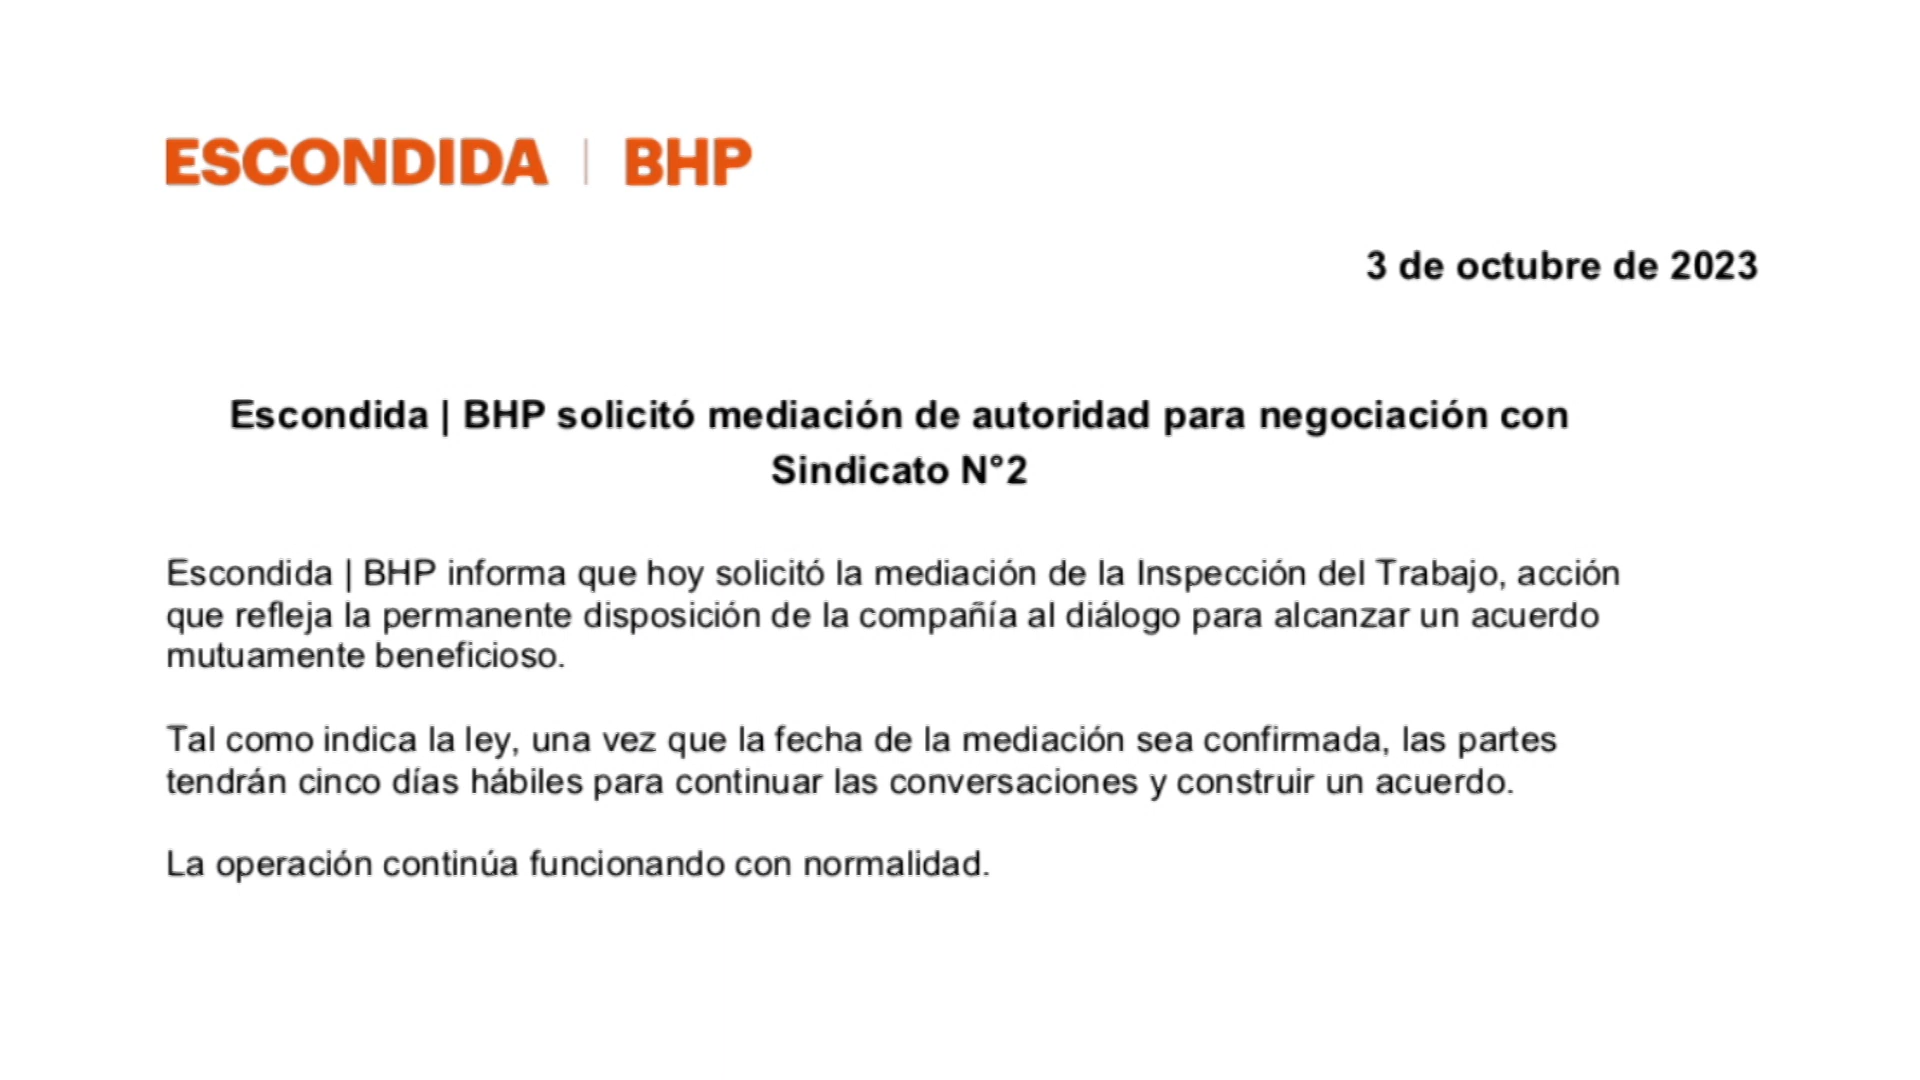 ESCONDIDA | BHP
3 de octubre de 2023
Escondida | BHP solicitó mediación de autoridad para negociación con
Sindicato N°2
Escondida | BHP informa que hoy solicitó la mediación de la Inspección del Trabajo, acción
que refleja la permanente disposición de la compañía al diálogo para alcanzar un acuerdo
mutuamente beneficioso.
Tal como indica la ley, una vez que la fecha de la mediación sea confirmada, las partes
tendrán cinco días hábiles para continuar las conversaciones y construir un acuerdo.
La operación continúa funcionando con normalidad.